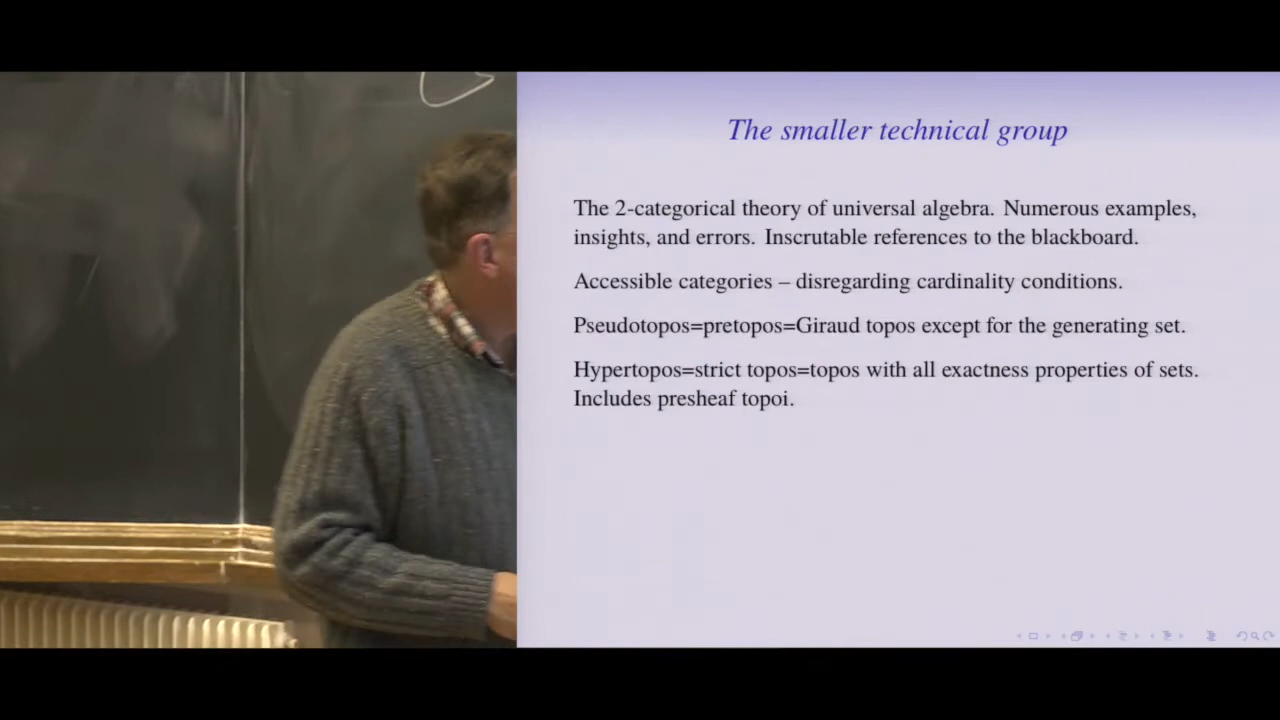 The smaller technical group
The 2-categorical theory of universal algebra. Numerous examples,
insights, and errors. Inscrutable references to the blackboard.
Accessible categories – disregarding cardinality conditions.
Pseudotopos=pretopos=Giraud topos except for the generating set.
Hypertopos=strict topos=topos with all exactness properties of sets.
Includes presheaf topoi.